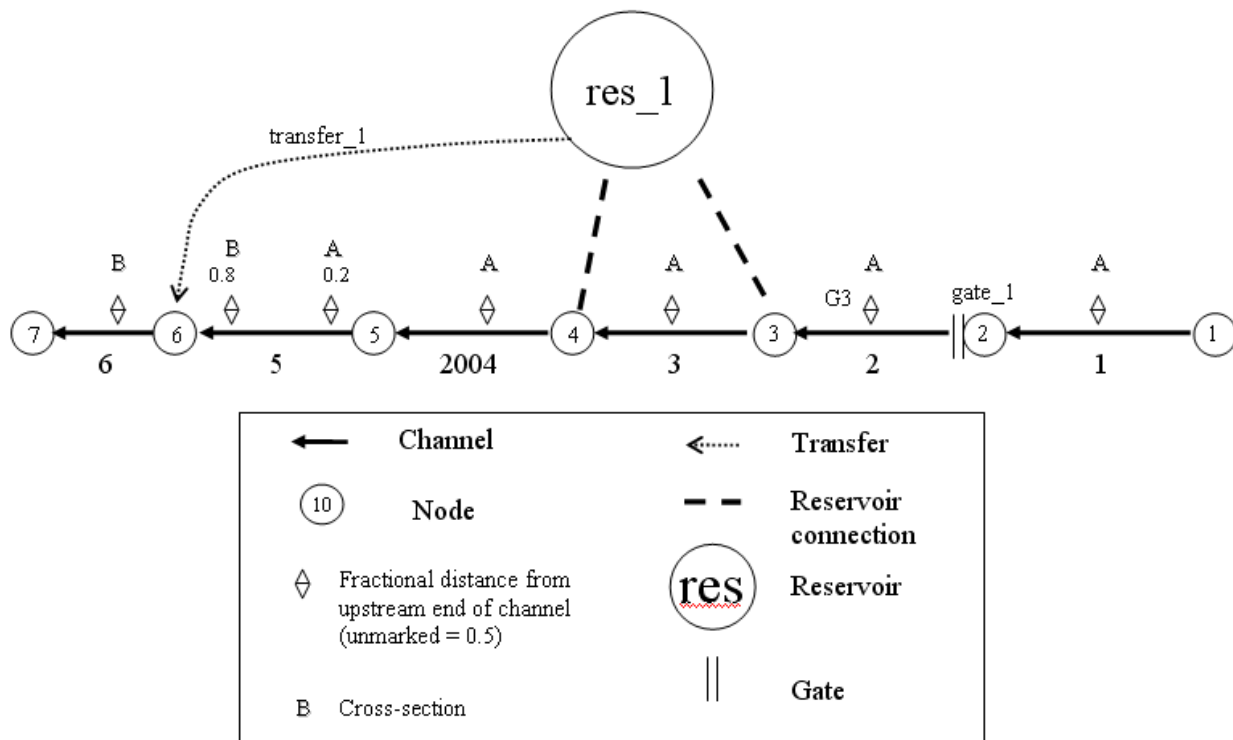 res_1
transfer_1
B
B
A
A
A
A
A
0.8
0.2
G3
gate_1
7
6
5
4
3
2
1
6
5
2004
3
2
1
Channel
Transfer
10
Node
Reservoir
connection
Fractional distance from
upstream end of channel
(unmarked = 0.5)
res
Reservoir
B
Cross-section
Gate